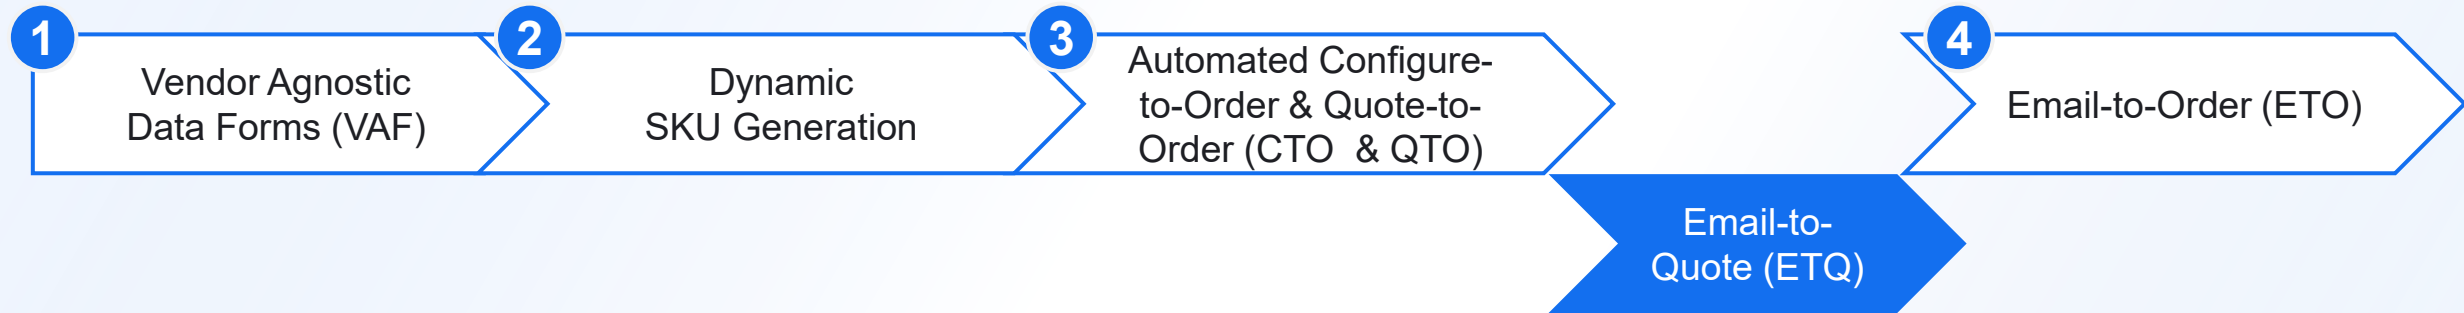 1
Vendor Agnostic
Data Forms (VAF)
2
Dynamic
SKU Generation
3
Automated Configure-
to-Order & Quote-to-
Order (CTO & QTO)
Email-to-
Quote (ETQ)
4
Email-to-Order (ETO)